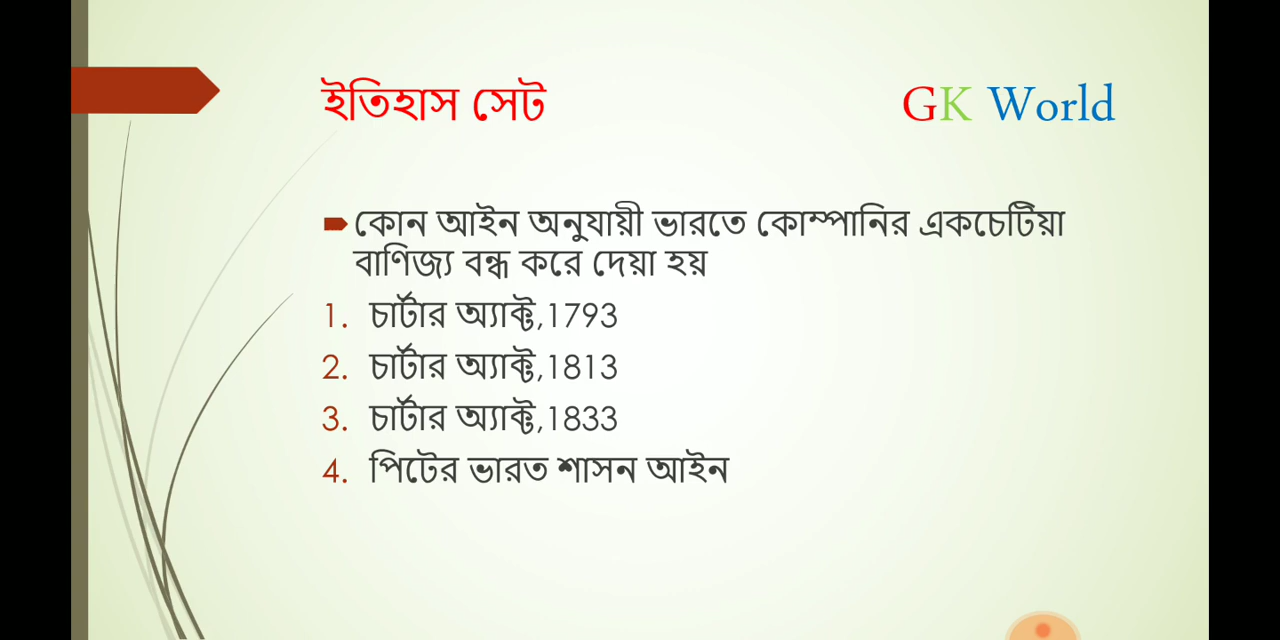 ইতিহাস সেট GK World
কোন আইন অনুযায়ী ভারতে কোম্পানির একচেটিয়া
বাণিজ্য বন্ধ করে দেয়া হয়
1. চার্টার অ্যাক্ট,1793
2. চার্টার অ্যাক্ট,1813
3. চার্টার অ্যাক্ট,1833
4. পিটের ভারত শাসন আইন